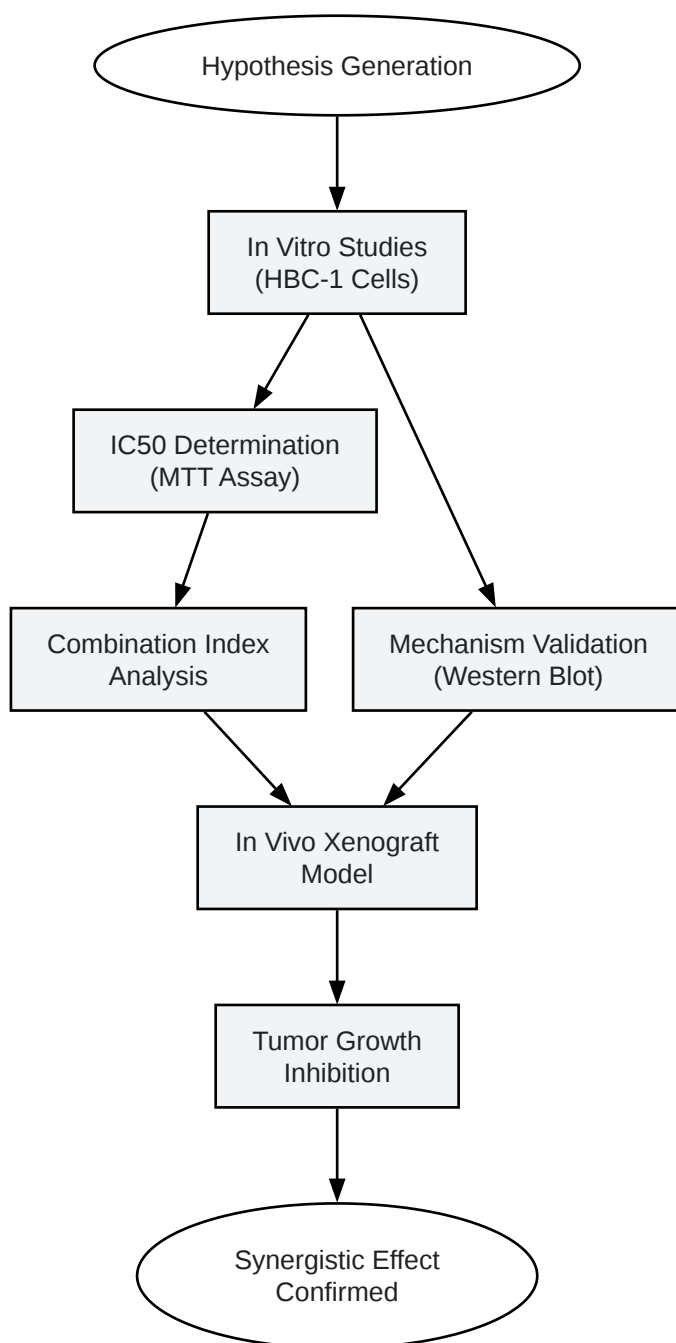 Hypothesis Generation
In Vitro Studies
(HBC-1 Cells)
IC50 Determination
(MTT Assay)
Combination Index
Analysis
Mechanism Validation
(Western Blot)
In Vivo Xenograft
Model
Tumor Growth
Inhibition
Synergistic Effect
Confirmed